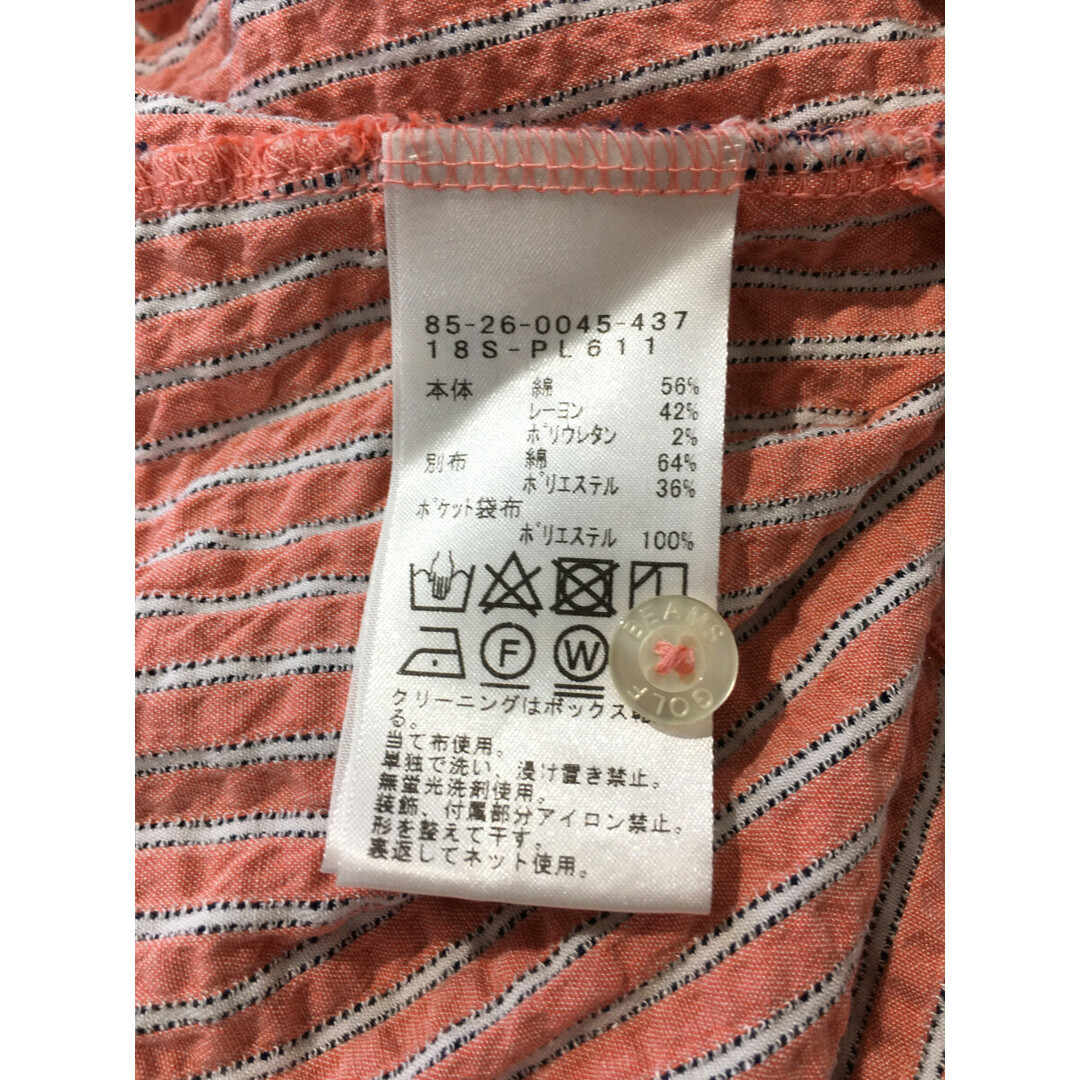 85-26-0045-437
18S-PL611
本体 綿 56%
レーヨン 42%
ポリウレタン 2%
別布 綿 64%
ポリエステル 36%
ポケット袋布
ポリエステル 100%
F W
BEAMS GOLF
クリーニングはボックス
る。
当て布使用。
単独で洗い、浸け置き禁止。
無蛍光洗剤使用。
装飾、付属部分アイロン禁止。
形を整えて干す。
裏返してネット使用。